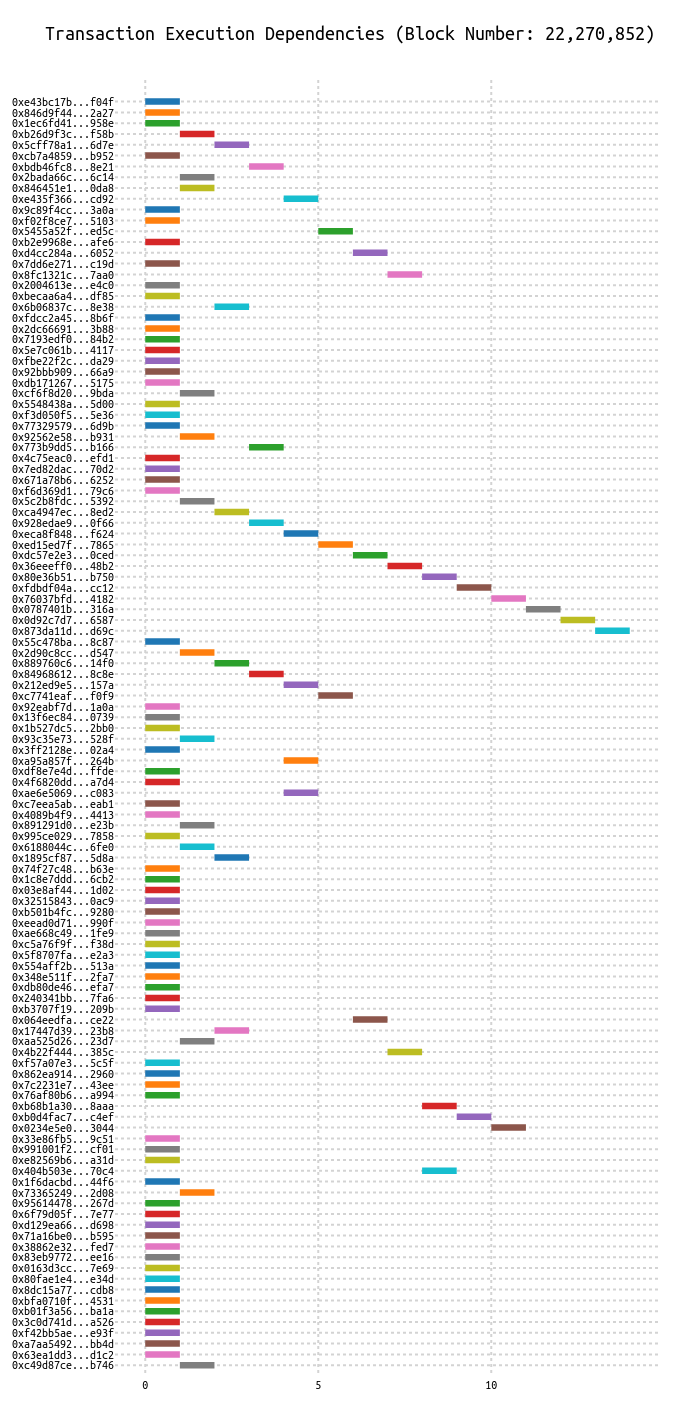 Transaction Execution Dependencies (Block Number: 22,270,852)
0xe43bc17b...f04f
0x846d9f44...2a27
0x1ec6fd41...958e
0xb26d9f3c...f58b
0x5cff78a1...6d7e
0xcb7a4859...b952
0xbdb46fc8...8e21
0x2bada66c...6c14
0x846451e1...0da8
0xe435f366...cd92
0x9c89f4cc...3a0a
0xf02f8ce7...5103
0x5455a52f...ed5c
0xb2e9968e...afe6
0xd4cc284a...6052
0x7dd6e271...c19d
0x8fc1321c...7aa0
0x2004613e...e4c0
0xbecaa6a4...df85
0x6b06837c...8e38
0xfdcc2a45...8b6f
0x2dc66691...3b88
0x7193edf0...84b2
0x5e7c061b...4117
0xfbe22f2c...da29
0x92bbb909...66a9
0xdb171267...5175
0xcf6f8d20...9bda
0x5548438a...5d00
0xf3d050f5...5e36
0x77329579...6d9b
0x92562e58...b931
0x773b9dd5...b166
0x4c75eac0...efd1
0x7ed82dac...70d2
0x671a78b6...6252
0xf6d369d1...79c6
0x5c2b8fdc...5392
0xca4947ec...8ed2
0x928edae9...0f66
0xeca8f848...f624
0xed15ed7f...7865
0xdc57e2e3...0ced
0x36eeeff0...48b2
0x80e36b51...b750
0xfdbdf04a...cc12
0x76037bfd...4182
0x0787401b...316a
0x0d92c7d7...6587
0x873da11d...d69c
0x55c478ba...8c87
0x2d90c8cc...d547
0x889760c6...14f0
0x84968612...8c8e
0x212ed9e5...157a
0xc7741eaf...f0f9
0x92eabf7d...1a0a
0x13f6ec84...0739
0x1b527dc5...2bb0
0x93c35e73...528f
0x3ff2128e...02a4
0xa95a857f...264b
0xdf8e7e4d...ffde
0x4f6820dd...a7d4
0xae6e5069...c083
0xc7eea5ab...eab1
0x4089b4f9...4413
0x891291d0...e23b
0x995ce029...7858
0x6188044c...6fe0
0x1895cf87...5d8a
0x74f27c48...b63e
0x1c8e7ddd...6cb2
0x03e8af44...1d02
0x32515843...0ac9
0xb501b4fc...9280
0xeead0d71...990f
0xae668c49...1fe9
0xc5a76f9f...f38d
0x5f8707fa...e2a3
0x554aff2b...513a
0x348e511f...2fa7
0xdb80de46...efa7
0x240341bb...7fa6
0xb3707f19...209b
0x064eedfa...ce22
0x17447d39...23b8
0xaa525d26...23d7
0x4b22f444...385c
0xf57a07e3...5c5f
0x862ea914...2960
0x7c2231e7...43ee
0x76af80b6...a994
0xb68b1a30...8aaa
0xb0d4fac7...c4ef
0x0234e5e0...3044
0x33e86fb5...9c51
0x991001f2...cf01
0xe82569b6...a31d
0x404b503e...70c4
0x1f6dacbd...44f6
0x73365249...2d08
0x95614478...267d
0x6f79d05f...7e77
0xd129ea66...d698
0x71a16be0...b595
0x38862e32...fed7
0x83eb9772...ee16
0x0163d3cc...7e69
0x80fae1e4...e34d
0x8dc15a77...cdb8
0xbfa0710f...4531
0xb01f3a56...ba1a
0x3c0d741d...a526
0xf42bb5ae...e93f
0xa7aa5492...bb4d
0x63ea1dd3...d1c2
0xc49d87ce...b746
0 5 10